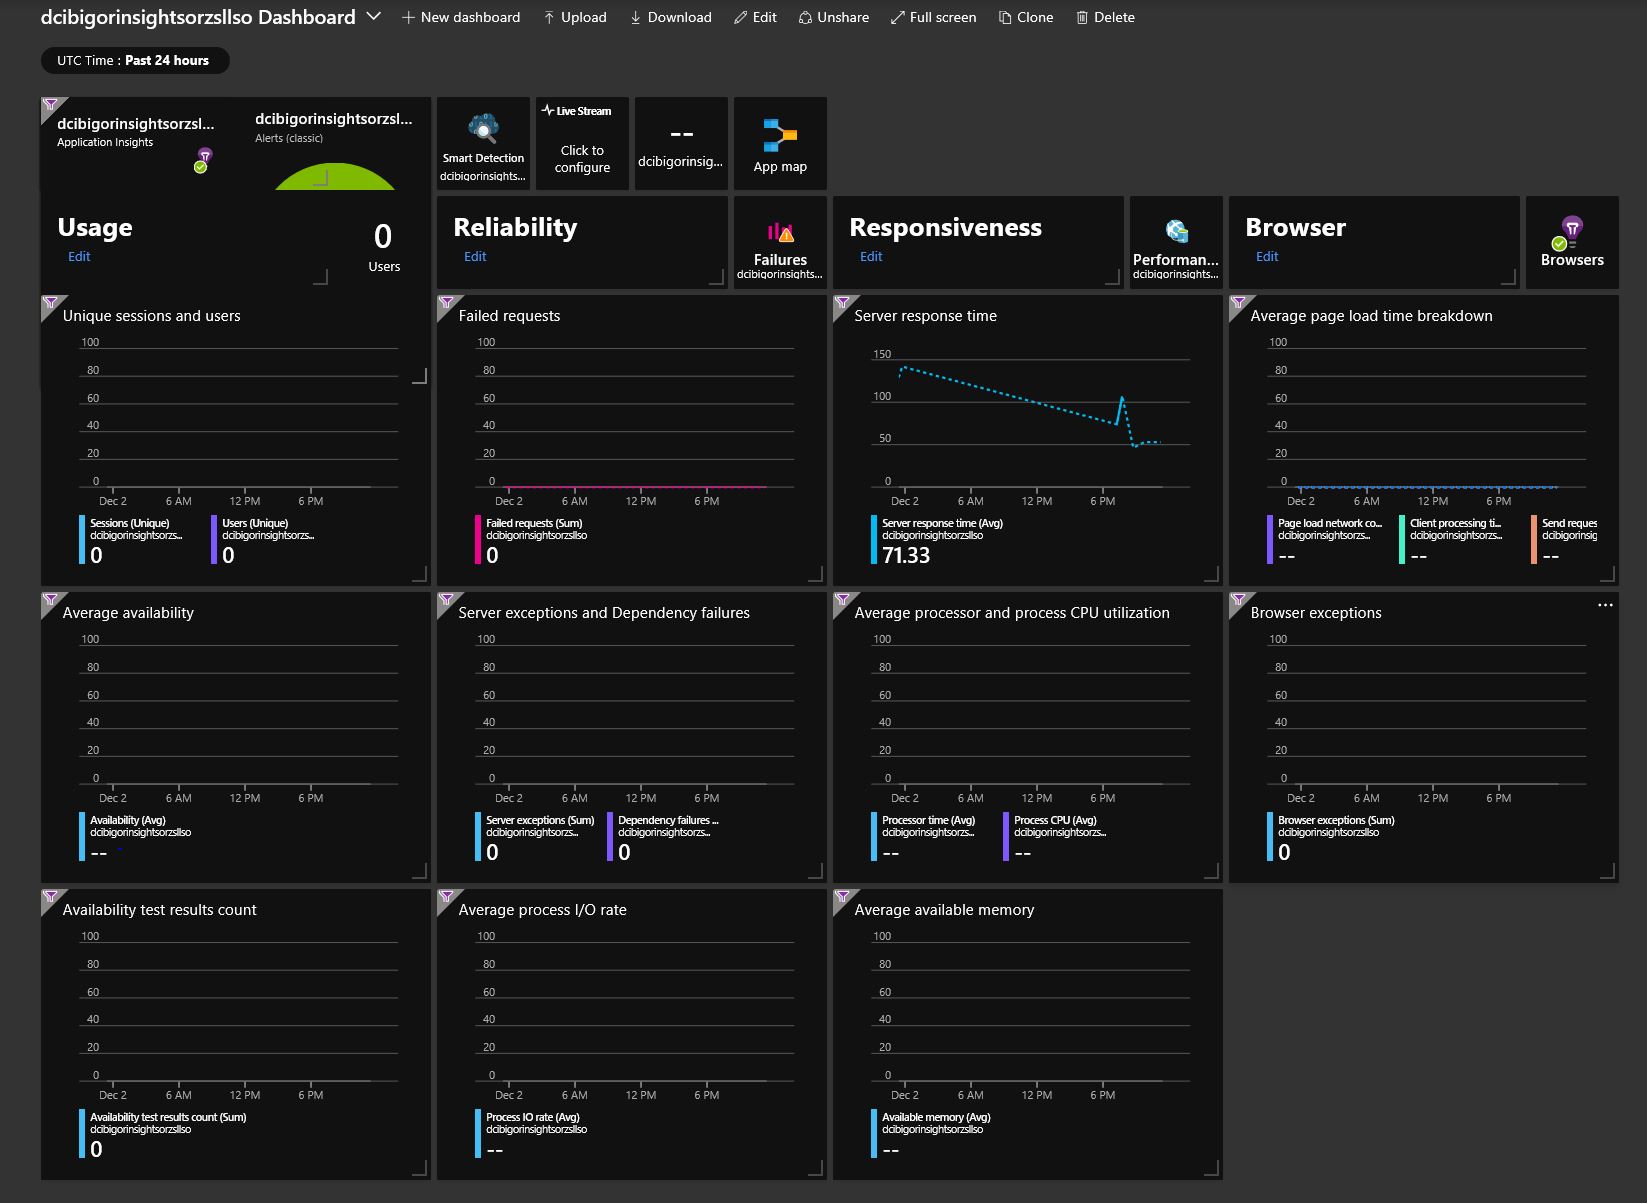 dcibigorinsightsorzsllso Dashboard
New dashboard
Upload
Download
Edit
Unshare
Full screen
Clone
Delete
UTC Time : Past 24 hours
dcibigorinsightsorzsl...
Application Insights
dcibigorinsightsorzsl...
Alerts (classic)
Smart Detection
dcibigorinsights...
Live Stream
Click to
configure
--
dcibigorinsig...
App map
Usage
Edit
0
Users
Reliability
Edit
Failures
dcibigorinsights...
Responsiveness
Edit
Performan...
dcibigorinsights...
Browser
Edit
Browsers
Unique sessions and users
100
80
60
40
20
0
Dec 2 6 AM 12 PM 6 PM
Sessions (Unique)
dcibigorinsightsorzs...
0
Users (Unique)
dcibigorinsightsorzs...
0
Failed requests
100
80
60
40
20
0
Dec 2 6 AM 12 PM 6 PM
Failed requests (Sum)
dcibigorinsightsorzsllso
0
Server response time
150
100
50
0
Dec 2 6 AM 12 PM 6 PM
Server response time (Avg)
dcibigorinsightsorzsllso
71.33
Average page load time breakdown
100
80
60
40
20
0
Dec 2 6 AM 12 PM 6 PM
Page load network co...
dcibigorinsightsorzs...
--
Client processing ti...
dcibigorinsightsorzs...
--
Send reques
dcibigorinsig
--
Average availability
100
80
60
40
20
0
Dec 2 6 AM 12 PM 6 PM
Availability (Avg)
dcibigorinsightsorzsllso
--
Server exceptions and Dependency failures
100
80
60
40
20
0
Dec 2 6 AM 12 PM 6 PM
Server exceptions (Sum)
dcibigorinsightsorzs...
0
Dependency failures ...
dcibigorinsightsorzs...
0
Average processor and process CPU utilization
100
80
60
40
20
0
Dec 2 6 AM 12 PM 6 PM
Processor time (Avg)
dcibigorinsightsorzs...
--
Process CPU (Avg)
dcibigorinsightsorzs...
--
Browser exceptions
...
100
80
60
40
20
0
Dec 2 6 AM 12 PM 6 PM
Browser exceptions (Sum)
dcibigorinsightsorzsllso
0
Availability test results count
100
80
60
40
20
0
Dec 2 6 AM 12 PM 6 PM
Availability test results count (Sum)
dcibigorinsightsorzsllso
0
Average process I/O rate
100
80
60
40
20
0
Dec 2 6 AM 12 PM 6 PM
Process IO rate (Avg)
dcibigorinsightsorzsllso
--
Average available memory
100
80
60
40
20
0
Dec 2 6 AM 12 PM 6 PM
Available memory (Avg)
dcibigorinsightsorzsllso
--